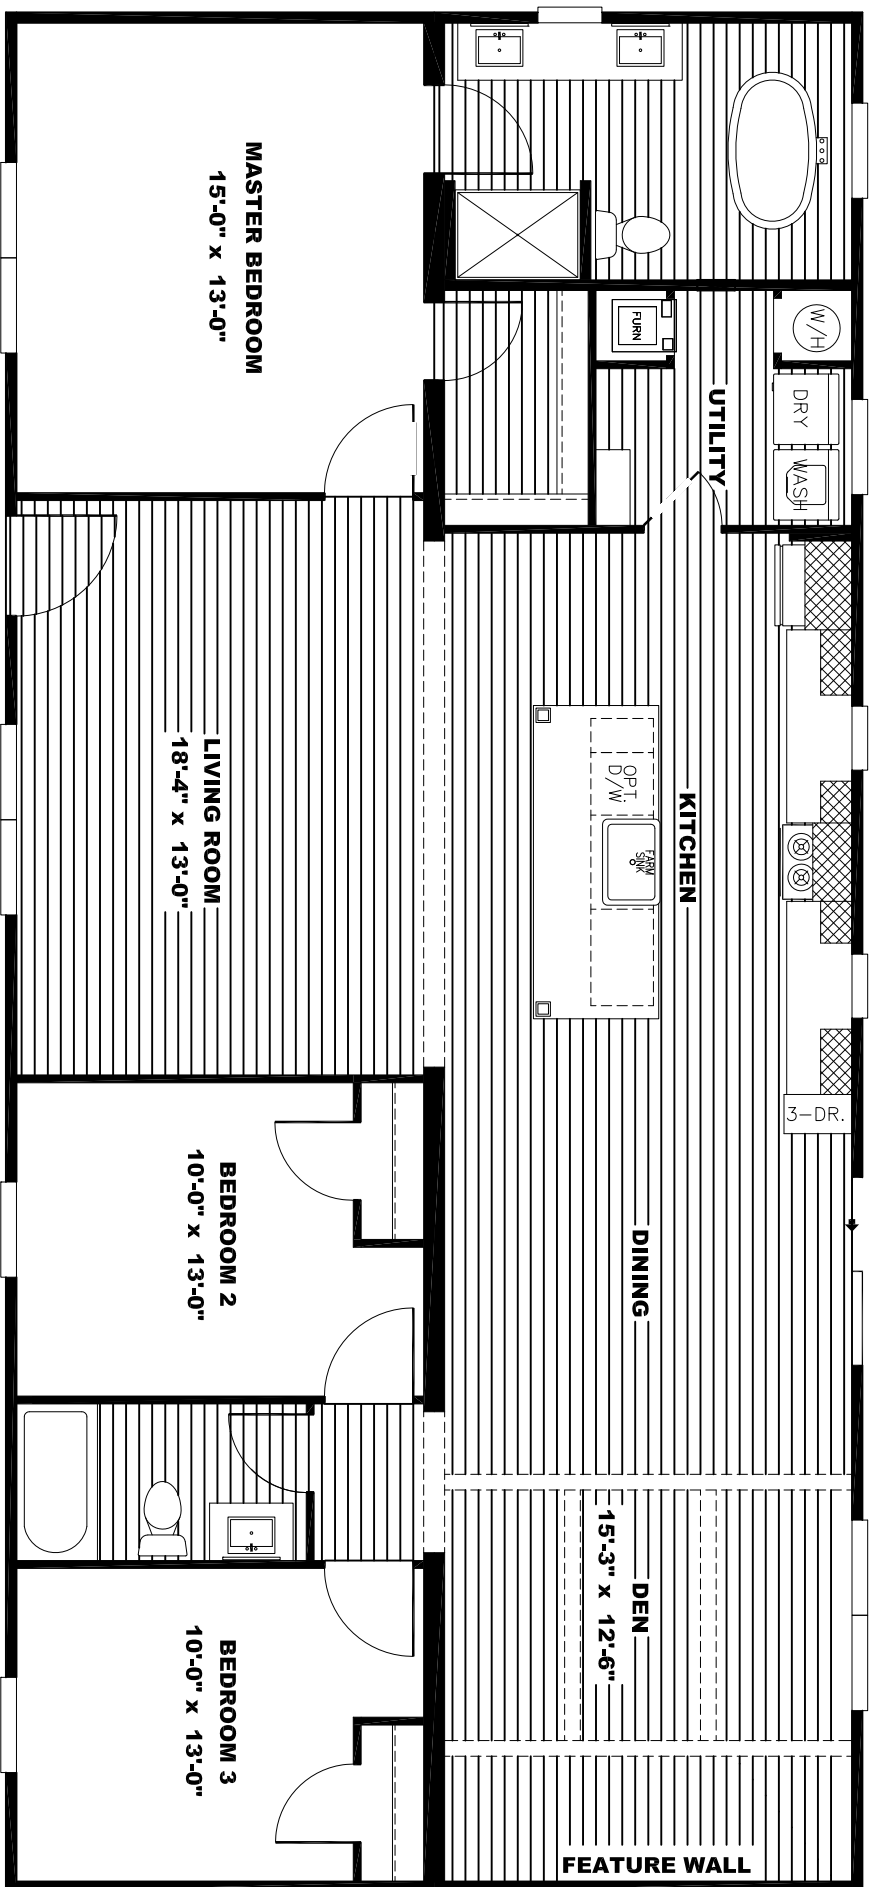 MASTER BEDROOM
15'-0" x 13'-0"
FURN
W/H
DRY
WASH
UTILITY
LIVING ROOM
18'-4" x 13'-0"
OPT.
D/W
FARM
SINK
KITCHEN
3-DR.
BEDROOM 2
10'-0" x 13'-0"
DINING
DEN
15'-3" x 12'-6"
BEDROOM 3
10'-0" x 13'-0"
FEATURE WALL